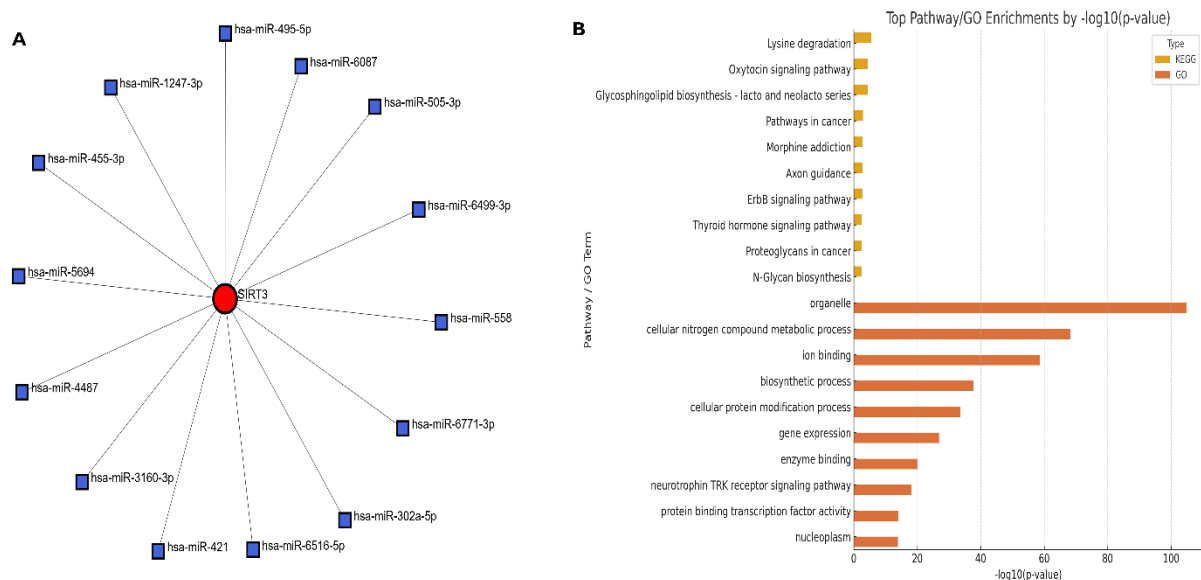 A
hsa-miR-495-5p
hsa-miR-6087
hsa-miR-1247-3p
hsa-miR-505-3p
hsa-miR-455-3p
hsa-miR-6499-3p
hsa-miR-5694
SIRT3
hsa-miR-558
hsa-miR-4487
hsa-miR-6771-3p
hsa-miR-3160-3p
hsa-miR-302a-5p
hsa-miR-421
hsa-miR-6516-5p
B
Top Pathway/GO Enrichments by -log10(p-value)
Type
KEGG
GO
Pathway / GO Term
Lysine degradation
Oxytocin signaling pathway
Glycosphingolipid biosynthesis - lacto and neolacto series
Pathways in cancer
Morphine addiction
Axon guidance
ErbB signaling pathway
Thyroid hormone signaling pathway
Proteoglycans in cancer
N-Glycan biosynthesis
organelle
cellular nitrogen compound metabolic process
ion binding
biosynthetic process
cellular protein modification process
gene expression
enzyme binding
neurotrophin TRK receptor signaling pathway
protein binding transcription factor activity
nucleoplasm
0 20 40 60 80 100
-log10(p-value)